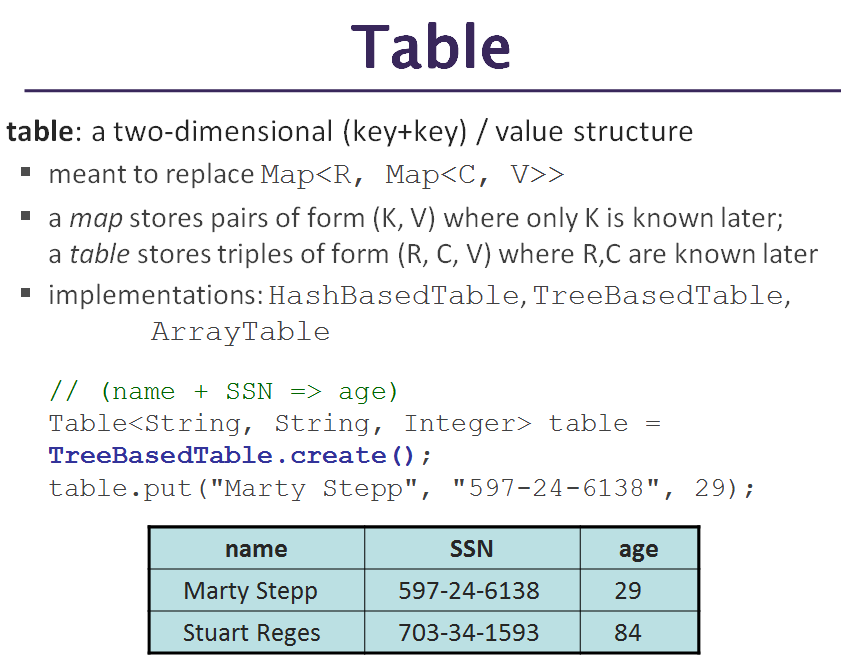 Table
table: a two-dimensional (key+key) / value structure
▪ meant to replace Map<R, Map<C, V>>
▪ a map stores pairs of form (K, V) where only K is known later;
a table stores triples of form (R, C, V) where R,C are known later
▪ implementations: HashBasedTable, TreeBasedTable,
ArrayTable
// (name + SSN => age)
Table<String, String, Integer> table =
TreeBasedTable.create();
table.put("Marty Stepp", "597-24-6138", 29);
name SSN age
Marty Stepp 597-24-6138 29
Stuart Reges 703-34-1593 84